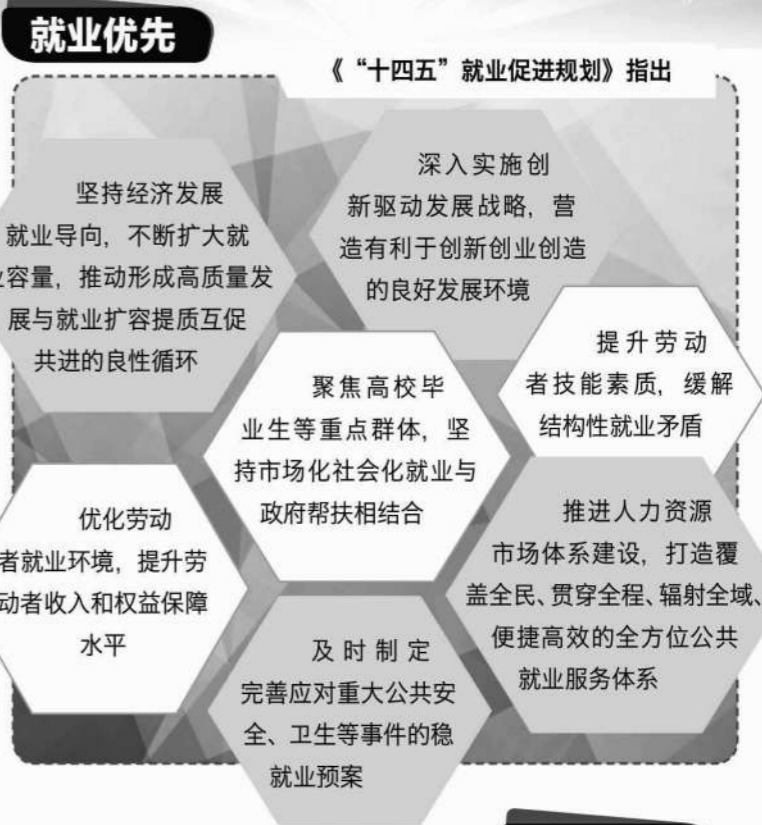 就业优先
《“十四五”就业促进规划》指出
坚持经济发展
就业导向，不断扩大就
业容量，推动形成高质量发
展与就业扩容提质互促
共进的良性循环
深入实施创
新驱动发展战略，营
造有利于创新创业创造
的良好发展环境
提升劳动
者技能素质，缓解
结构性就业矛盾
聚焦高校毕
业生等重点群体，坚
持市场化社会化就业与
政府帮扶相结合
优化劳动
者就业环境，提升劳
动者收入和权益保障
水平
推进人力资源
市场体系建设，打造覆
盖全民、贯穿全程、辐射全域、
便捷高效的全方位公共
就业服务体系
及时制定
完善应对重大公共安
全、卫生等事件的稳
就业预案